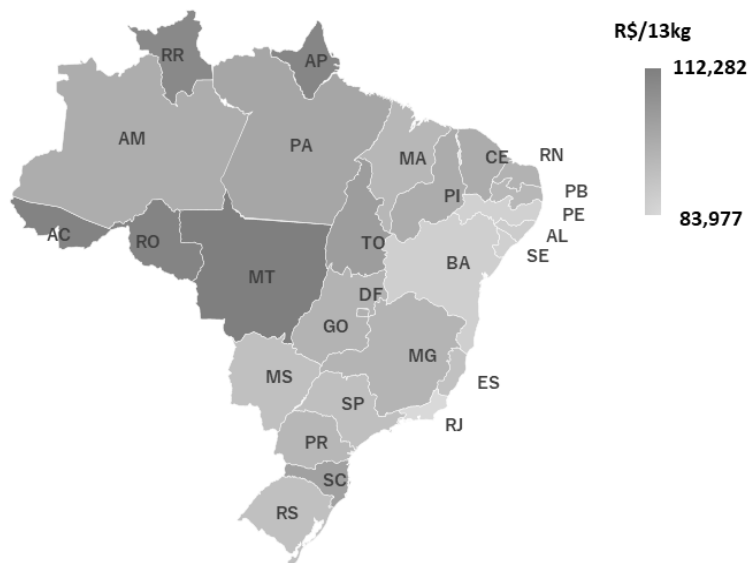 R$/13kg
112,282
83,977
RR
AP
AM
PA
MA
CE
RN
PI
PB
PE
AC
RO
TO
AL
SE
MT
BA
DF
GO
MG
MS
ES
SP
RJ
PR
SC
RS